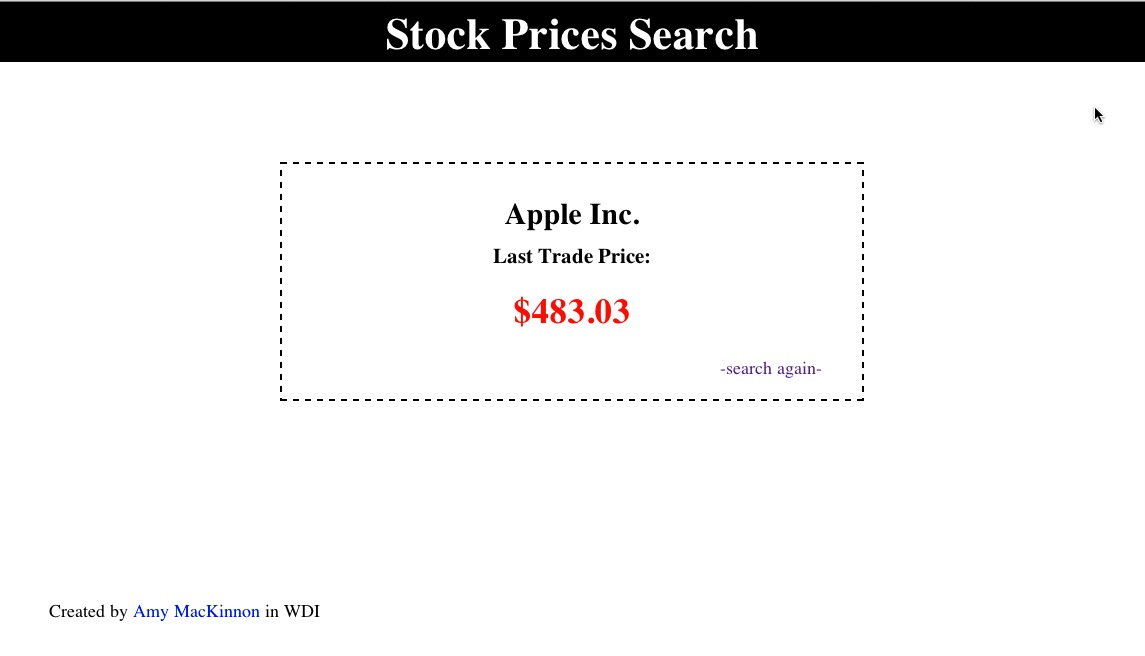 Stock Prices Search
Apple Inc.
Last Trade Price:
$483.03
-search again-
Created by Amy MacKinnon in WDI